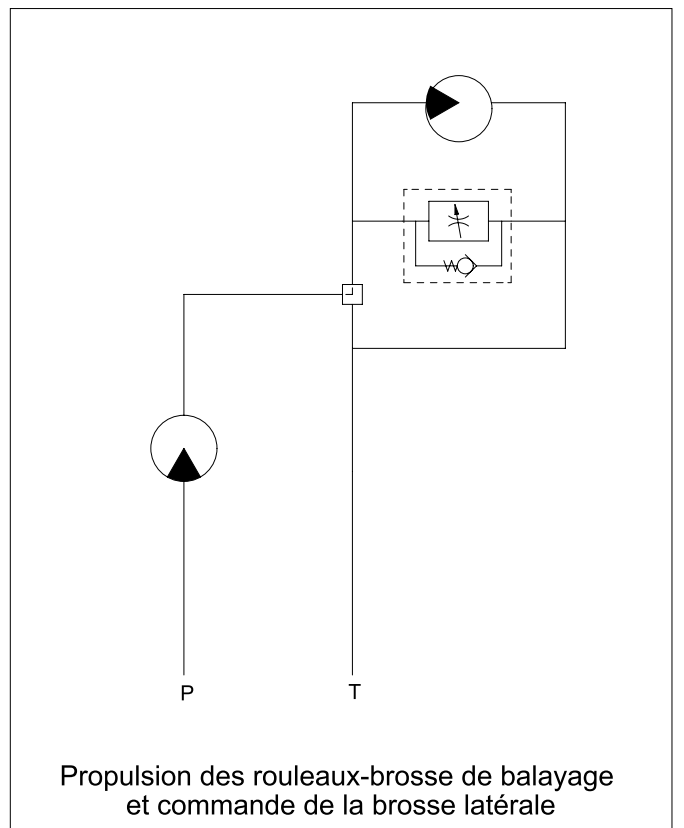 P
T
Propulsion des rouleaux-brosse de balayage
et commande de la brosse latérale